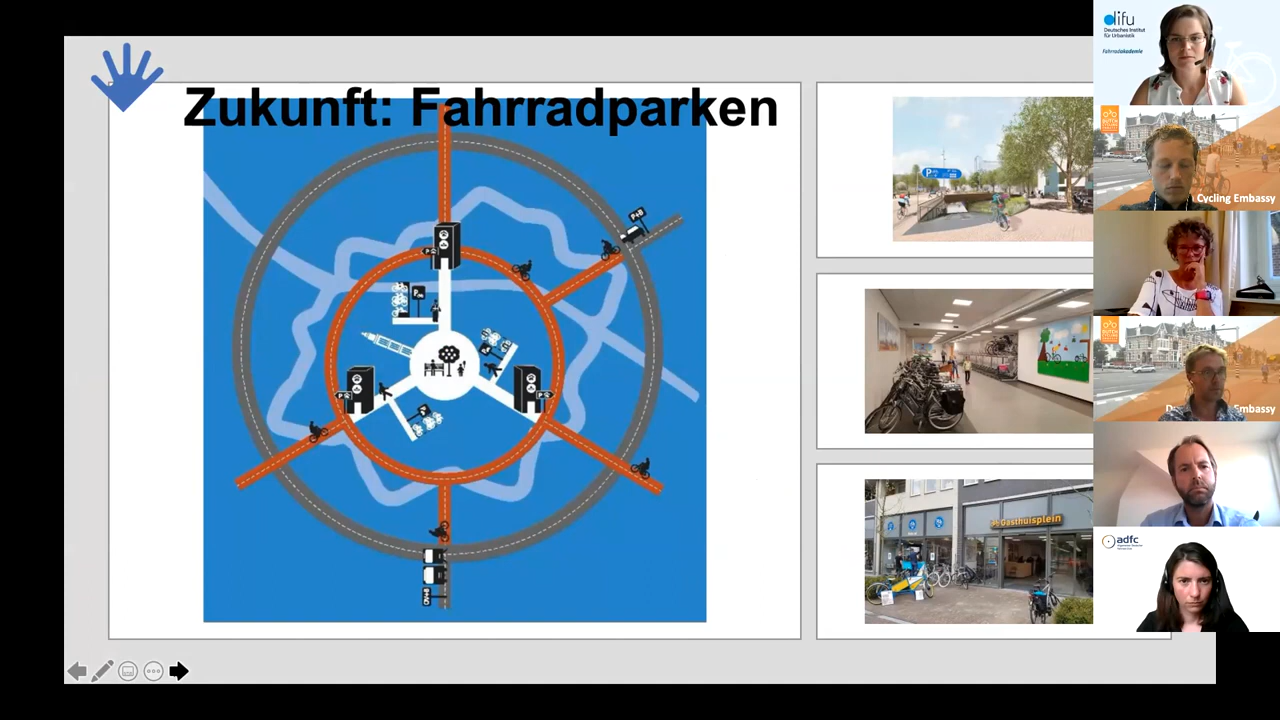 Zukunft: Fahrradparken
P+B
P
P
P
P
Gasthuisplein
difu
Deutsches Institut
für Urbanistik
Fahrradakademie
Cycling Embassy
Embassy
adfc